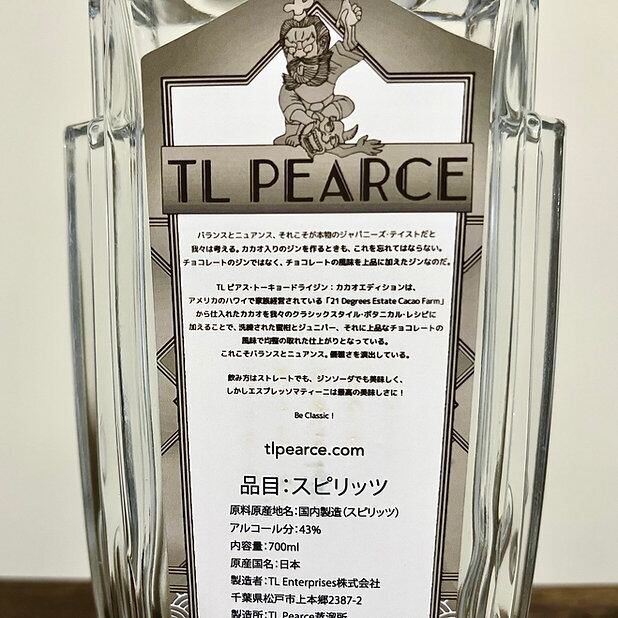 TL PEARCE
バランスとニュアンス、それこそが本物のジャパニーズ・テイストだと
我々は考える。カカオ入りのジンを作るときも、これを忘れてはならない。
チョコレートのジンではなく、チョコレートの風味を上品に加えたジンなのだ。
TL ピアス・トーキョードライジン：カカオエディションは、
アメリカのハワイで家族経営されている「21 Degrees Estate Cacao Farm」
から仕入れたカカオを我々のクラシックスタイル・ボタニカル・レシピに
加えることで、洗練された蜜柑とジュニパー、それに上品なチョコレートの
風味で均整の取れた仕上がりとなっている。
これこそバランスとニュアンス。優雅さを演出している。
飲み方はストレートでも、ジンソーダでも美味しく、
しかしエスプレッソマティーニは最高の美味しさに！
Be Classic！
tlpearce.com
品目：スピリッツ
原料原産地名：国内製造（スピリッツ）
アルコール分：43%
内容量：700ml
原産国名：日本
製造者：TL Enterprises株式会社
千葉県松戸市上本郷2387-2
製造所：TL Pearce蒸溜所